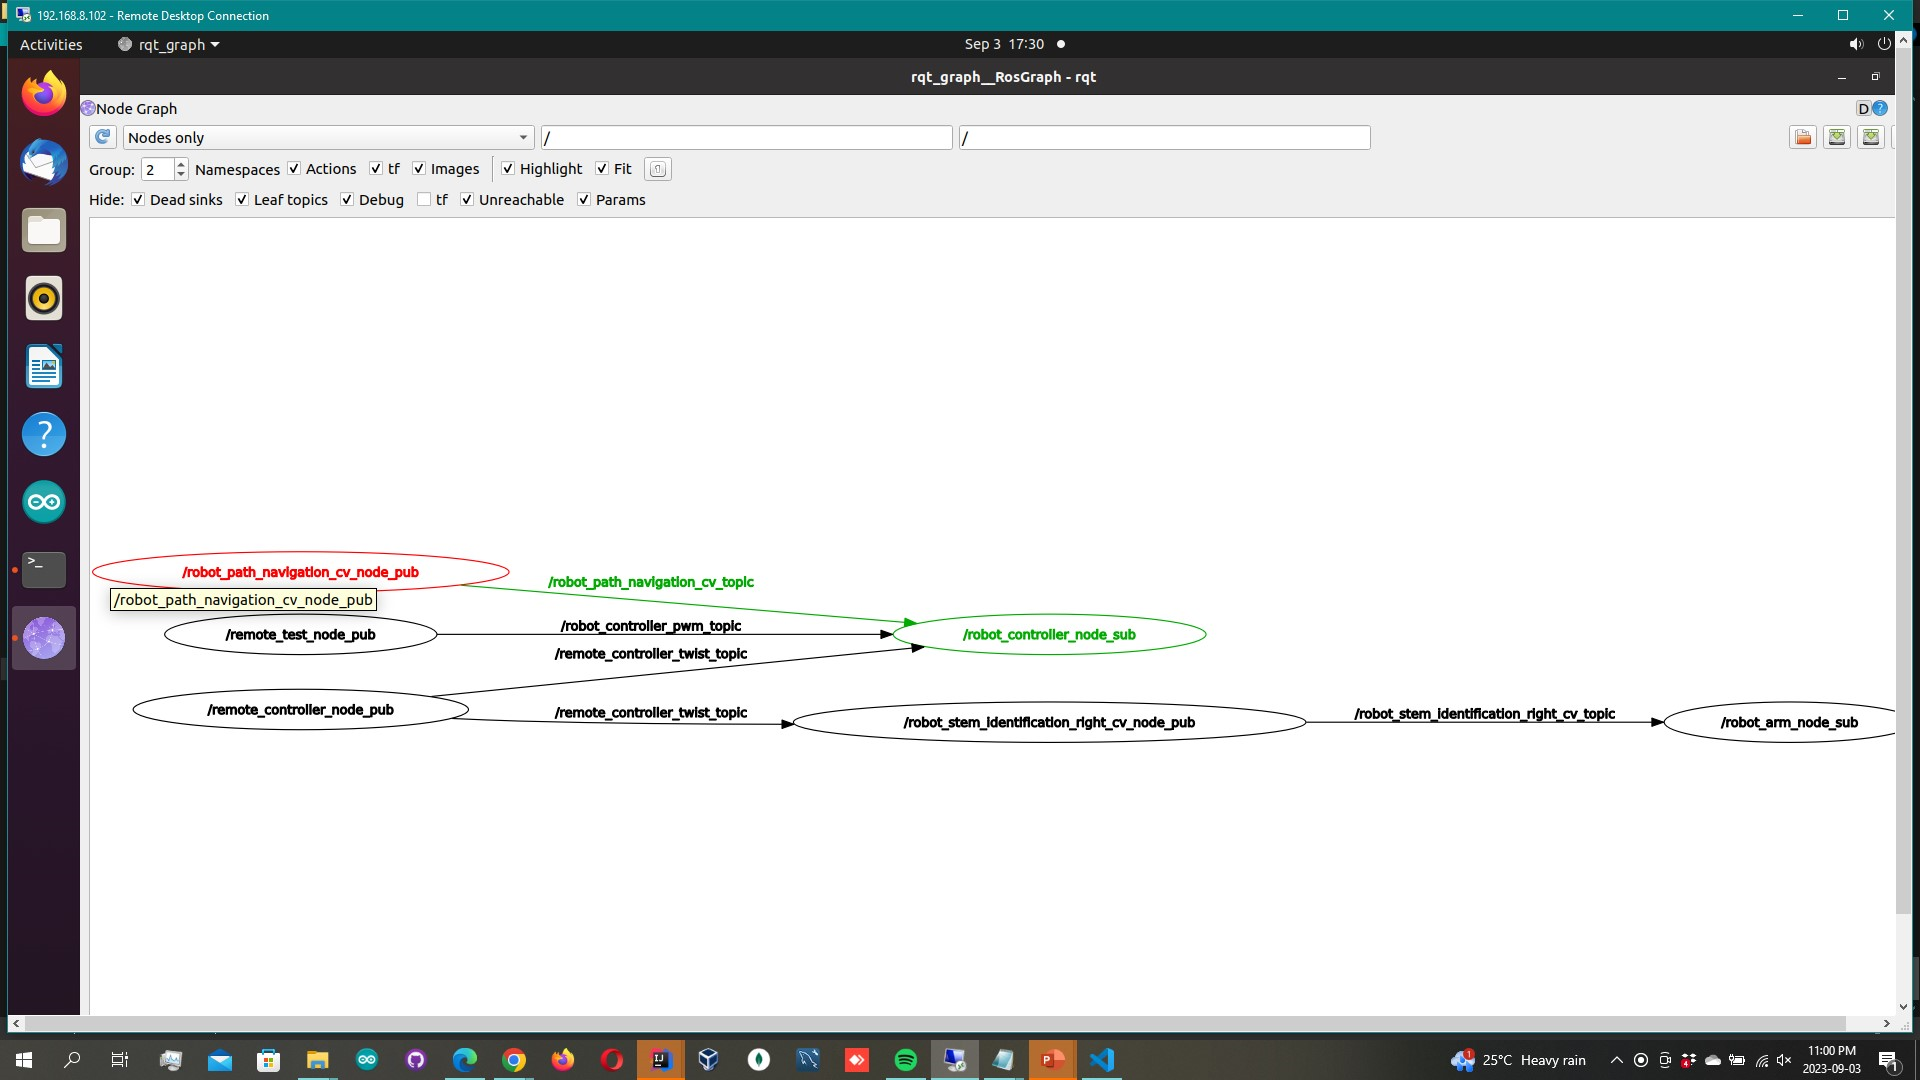 192.168.8.102 - Remote Desktop Connection
Activities
rqt_graph
Sep 3 17:30
rqt_graph__RosGraph - rqt
Node Graph
D
?
Nodes only
/
/
Group:
2
Namespaces
Actions
tf
Images
Highlight
Fit
Hide:
Dead sinks
Leaf topics
Debug
tf
Unreachable
Params
/robot_path_navigation_cv_node_pub
/robot_path_navigation_cv_topic
/robot_path_navigation_cv_node_pub
/remote_test_node_pub
/robot_controller_pwm_topic
/robot_controller_node_sub
/remote_controller_twist_topic
/remote_controller_node_pub
/remote_controller_twist_topic
/robot_stem_identification_right_cv_node_pub
/robot_stem_identification_right_cv_topic
/robot_arm_node_sub
25°C Heavy rain
11:00 PM
2023-09-03